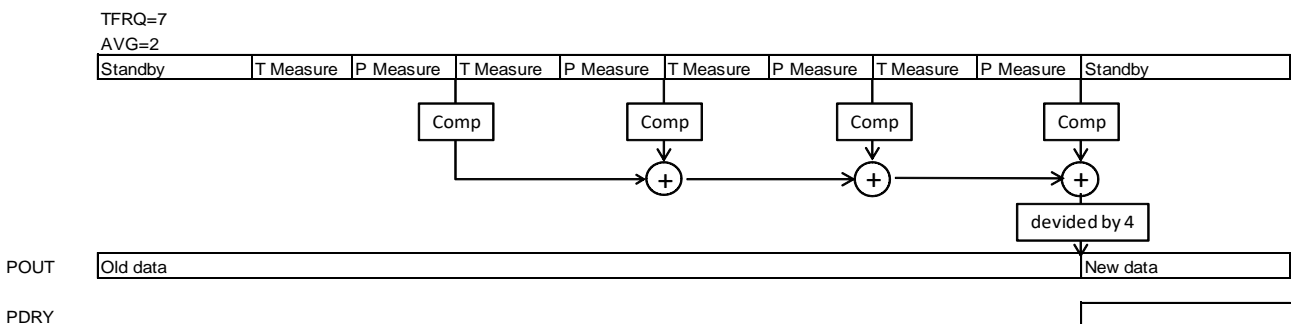 TFRQ=7
AVG=2
Standby T Measure P Measure T Measure P Measure T Measure P Measure T Measure P Measure Standby
Comp Comp Comp Comp
+ + +
devided by 4
POUT Old data New data
PDRY